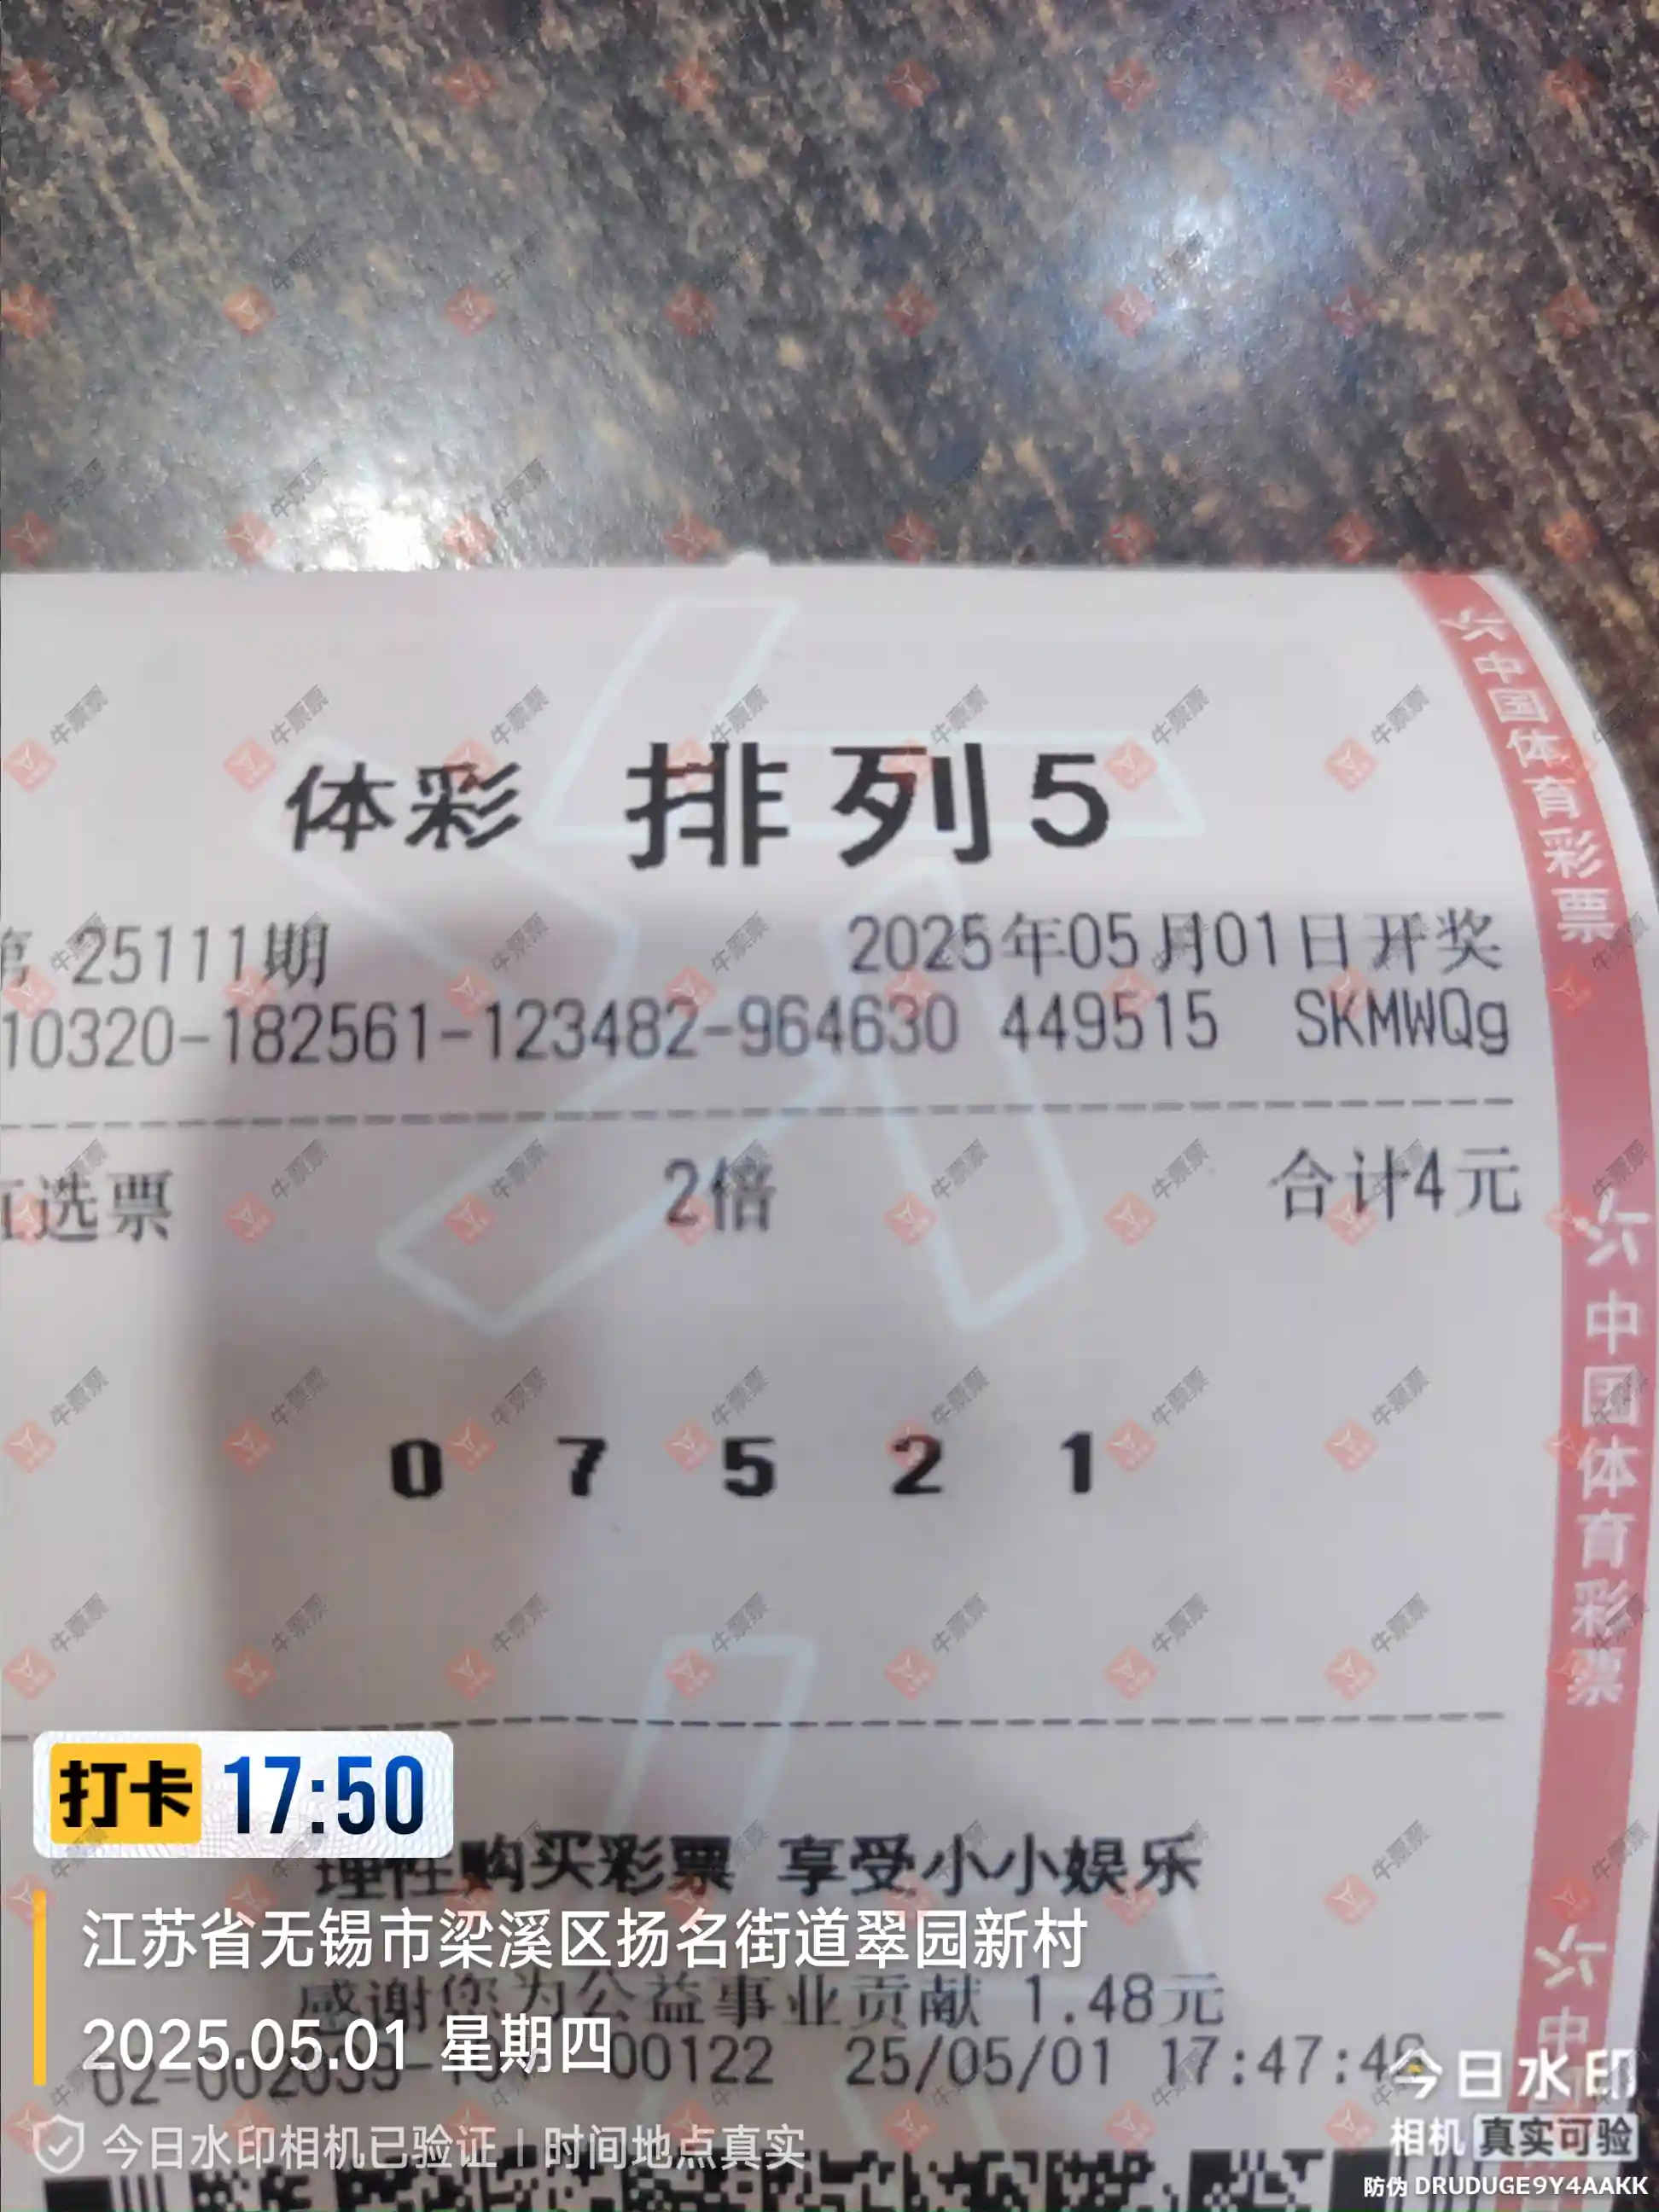 体彩 排列5
第 25111期 2025年05月01日开奖
10320-182561-123482-964630 449515 SKMWQg
直选票 2倍 合计4元
0 7 5 2 1
打卡 17:50
理性购买彩票 享受小小娱乐
江苏省无锡市梁溪区扬名街道翠园新村
感谢您为公益事业贡献 1.48元
2025.05.01 星期四
00122 25/05/01 17:47:4
今日水印
相机 真实可验
今日水印相机已验证 | 时间地点真实
防伪 DRUDUGE9Y4AAKK
中国体育彩票
中国体育彩票
中
牛票票